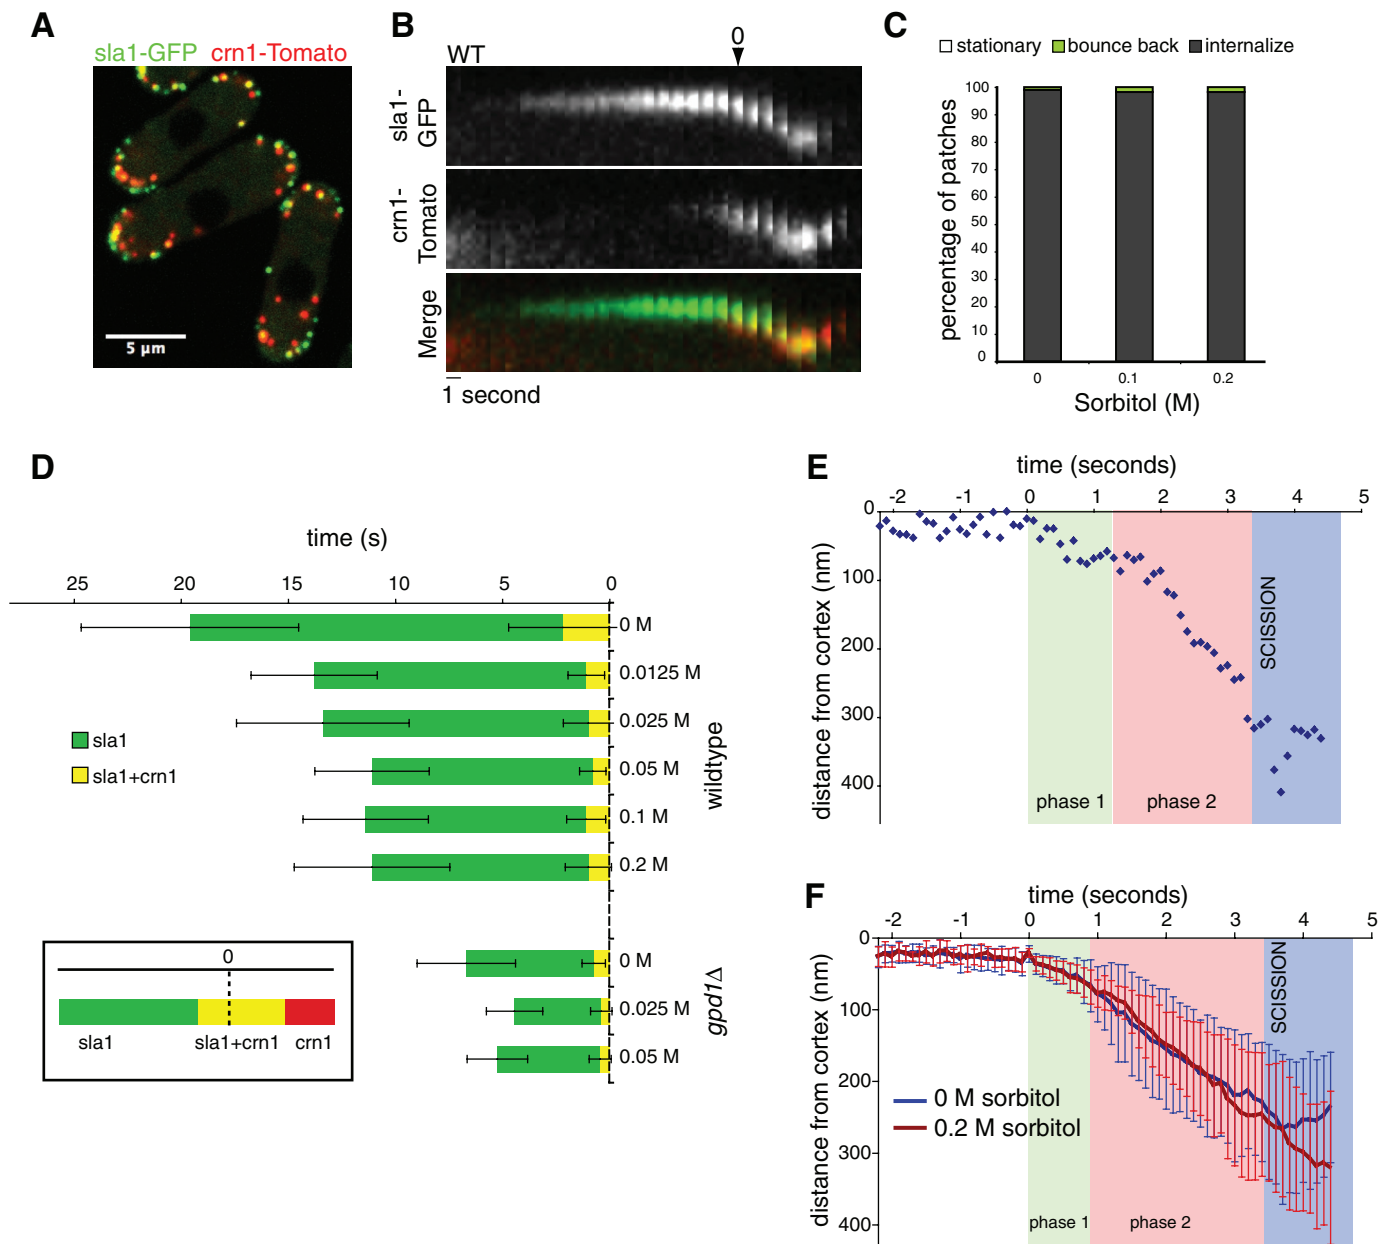 A
sla1-GFP crn1-Tomato
5 µm
B
WT
0
sla1-
GFP
crn1-
Tomato
Merge
1 second
C
stationary bounce back internalize
percentage of patches
100
90
80
70
60
50
40
30
20
10
0
0 0.1 0.2
Sorbitol (M)
D
time (s)
25 20 15 10 5 0
0 M
0.0125 M
0.025 M
0.05 M
0.1 M
0.2 M
wildtype
sla1
sla1+crn1
0 M
0.025 M
0.05 M
gpd1Δ
0
sla1 sla1+crn1 crn1
E
time (seconds)
-2 -1 0 1 2 3 4 5
distance from cortex (nm)
0
100
200
300
400
phase 1 phase 2
SCISSION
F
time (seconds)
-2 -1 0 1 2 3 4 5
distance from cortex (nm)
0
100
200
300
400
0 M sorbitol
0.2 M sorbitol
phase 1 phase 2
SCISSION